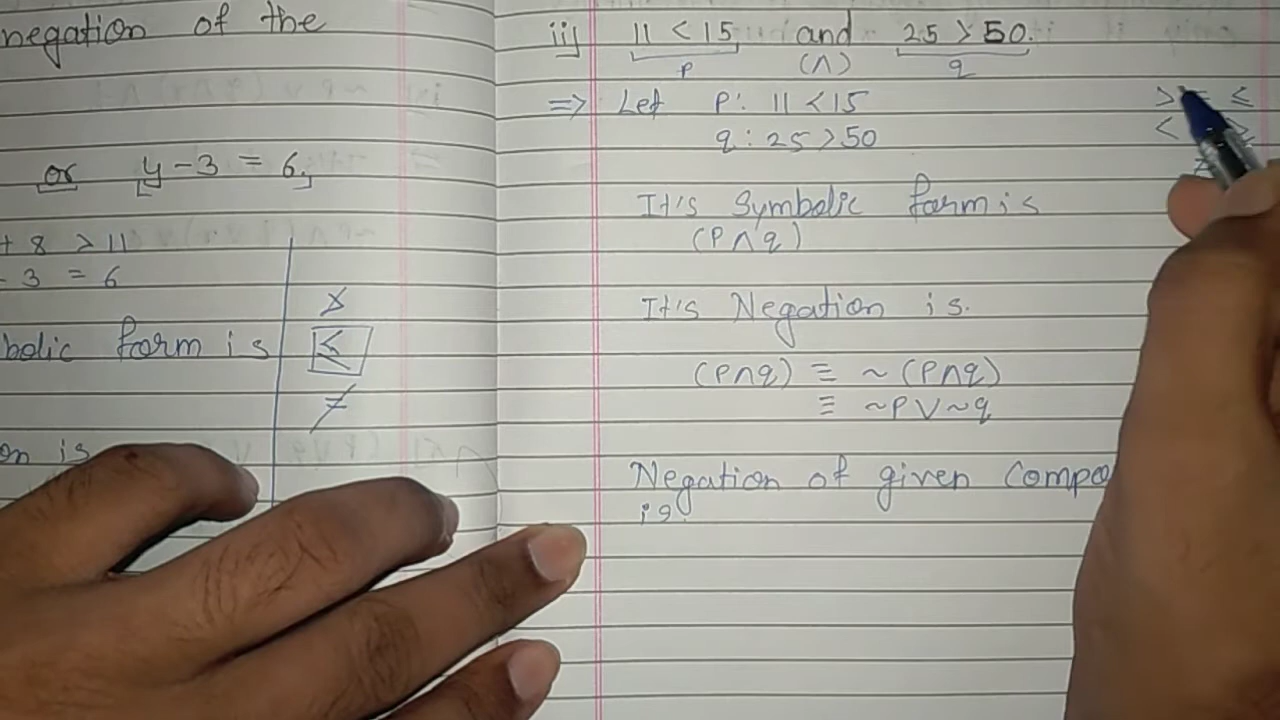 negation of the
or y - 3 = 6,
+ 8 > 11
- 3 = 6
bolic form is
≯
≤
≠
on is
ii) 11 < 15 and 25 > 50.
p (∧) q
=> Let p : 11 < 15
q : 25 > 50
It's Symbolic form is
(p ∧ q)
It's Negation is.
(p ∧ q) ≡ ~ (p ∧ q)
≡ ~p ∨ ~q
Negation of given Compo
is.
> = ≤
< ≥